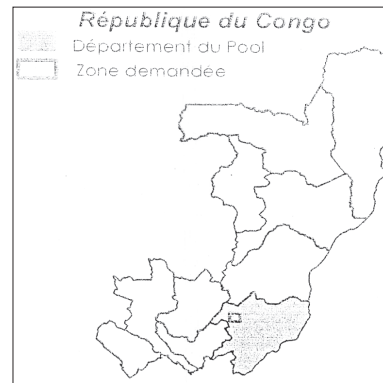 République du Congo
Département du Pool
Zone demandée